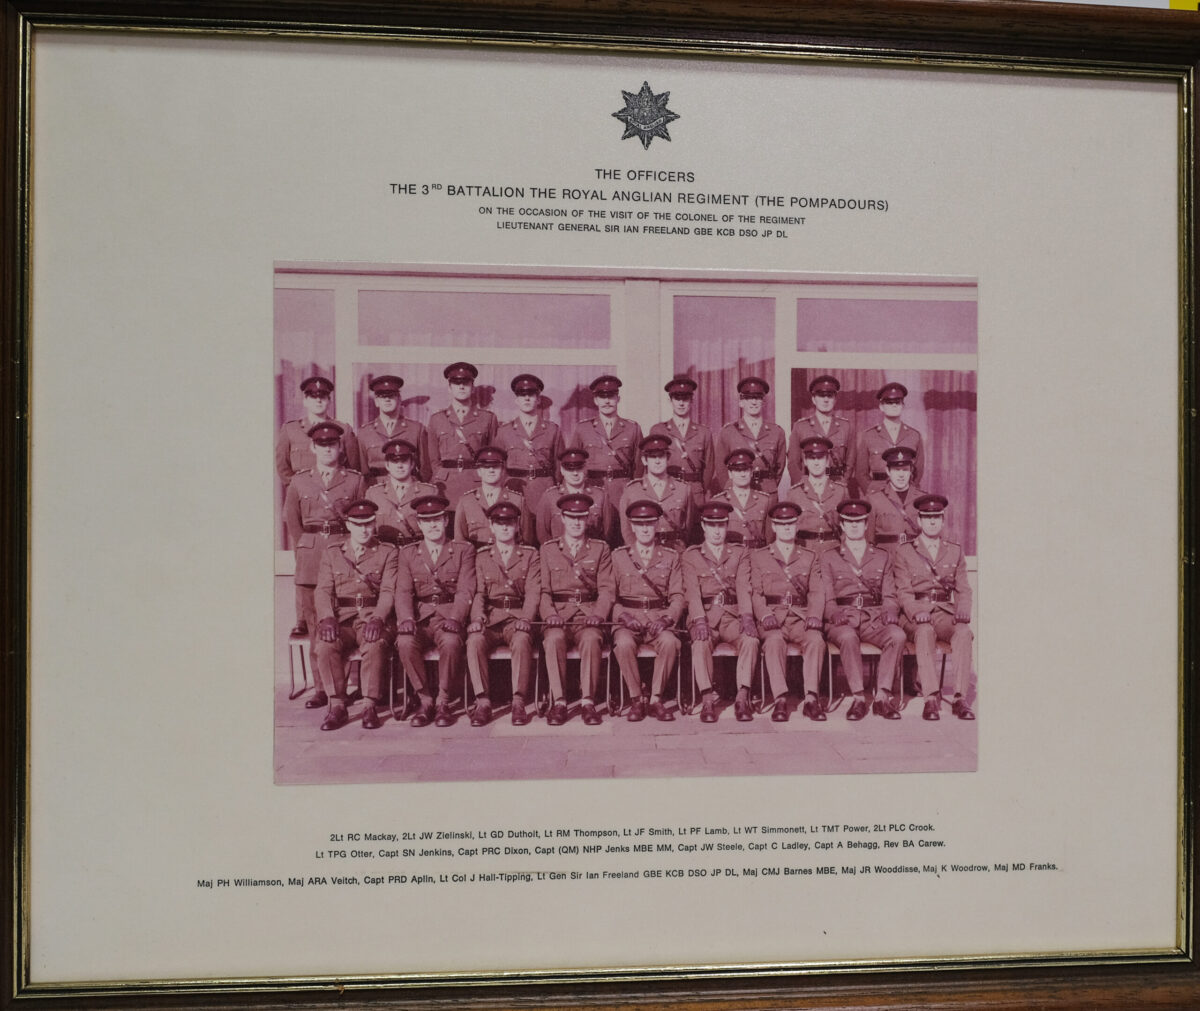 ROYAL ANGLIAN
THE OFFICERS
THE 3RD BATTALION THE ROYAL ANGLIAN REGIMENT (THE POMPADOURS)
ON THE OCCASION OF THE VISIT OF THE COLONEL OF THE REGIMENT
LIEUTENANT GENERAL SIR IAN FREELAND GBE KCB DSO JP DL
2Lt RC Mackay, 2Lt JW Zielinski, Lt GD Duthoit, Lt RM Thompson, Lt JF Smith, Lt PF Lamb, Lt WT Simmonett, Lt TMT Power, 2Lt PLC Crook.
Lt TPG Otter, Capt SN Jenkins, Capt PRC Dixon, Capt (QM) NHP Jenks MBE MM, Capt JW Steele, Capt C Ladley, Capt A Behagg, Rev BA Carew.
Maj PH Williamson, Maj ARA Veitch, Capt PRD Aplin, Lt Col J Hall-Tipping, Lt Gen Sir Ian Freeland GBE KCB DSO JP DL, Maj CMJ Barnes MBE, Maj JR Wooddisse, Maj K Woodrow, Maj MD Franks.